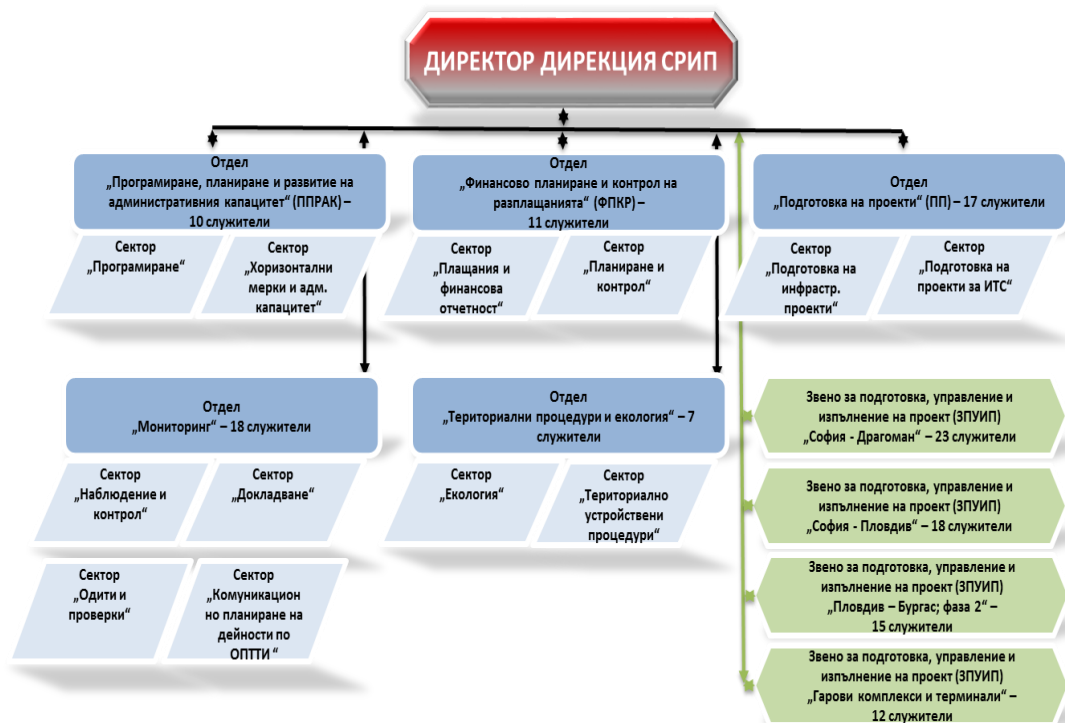 ДИРЕКТОР ДИРЕКЦИЯ СРИП
Отдел
„Програмиране, планиране и развитие на
административния капацитет“ (ППРАК) –
10 служители
Отдел
„Финансово планиране и контрол на
разплащанията“ (ФПКР) –
11 служители
Отдел
„Подготовка на проекти“ (ПП) – 17 служители
Сектор
„Програмиране“
Сектор
„Хоризонтални
мерки и адм.
капацитет“
Сектор
„Плащания и
финансова
отчетност“
Сектор
„Планиране и
контрол“
Сектор
„Подготовка на
инфрастр.
проекти“
Сектор
„Подготовка на
проекти за ИТС“
Отдел
„Мониторинг“ – 18 служители
Отдел
„Териториални процедури и екология“ – 7
служители
Сектор
„Наблюдение и
контрол“
Сектор
„Докладване“
Сектор
„Екология“
Сектор
„Териториално
устройствени
процедури“
Сектор
„Одити и
проверки“
Сектор
„Комуникацион
но планиране на
дейности по
ОПТТИ “
Звено за подготовка, управление и
изпълнение на проект (ЗПУИП)
„София - Драгоман“ – 23 служители
Звено за подготовка, управление и
изпълнение на проект (ЗПУИП)
„София - Пловдив“ – 18 служители
Звено за подготовка, управление и
изпълнение на проект (ЗПУИП)
„Пловдив – Бургас; фаза 2“ –
15 служители
Звено за подготовка, управление и
изпълнение на проект (ЗПУИП)
„Гарови комплекси и терминали“ –
12 служители